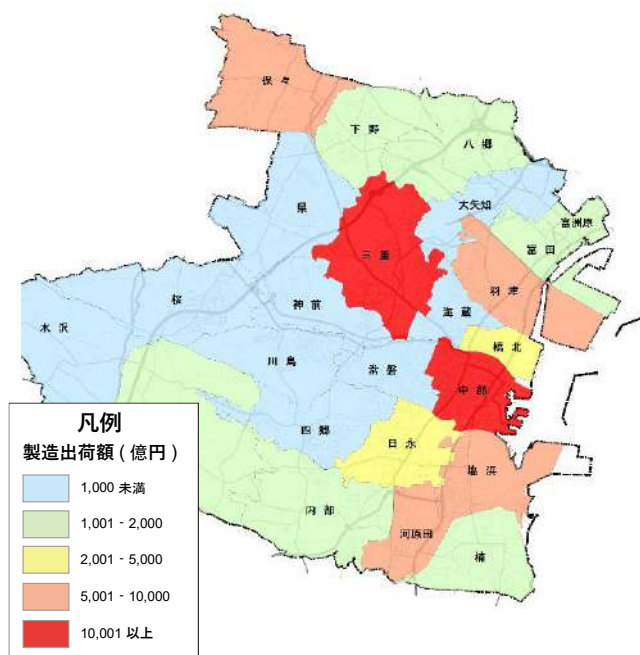 保々
下野
八郷
県
大矢知
富洲原
富田
三重
羽津
桜
神前
海蔵
水沢
橋北
川島
常磐
中部
四郷
日永
塩浜
内部
河原田
楠
凡例
製造出荷額 ( 億円 )
1,000 未満
1,001 - 2,000
2,001 - 5,000
5,001 - 10,000
10,001 以上